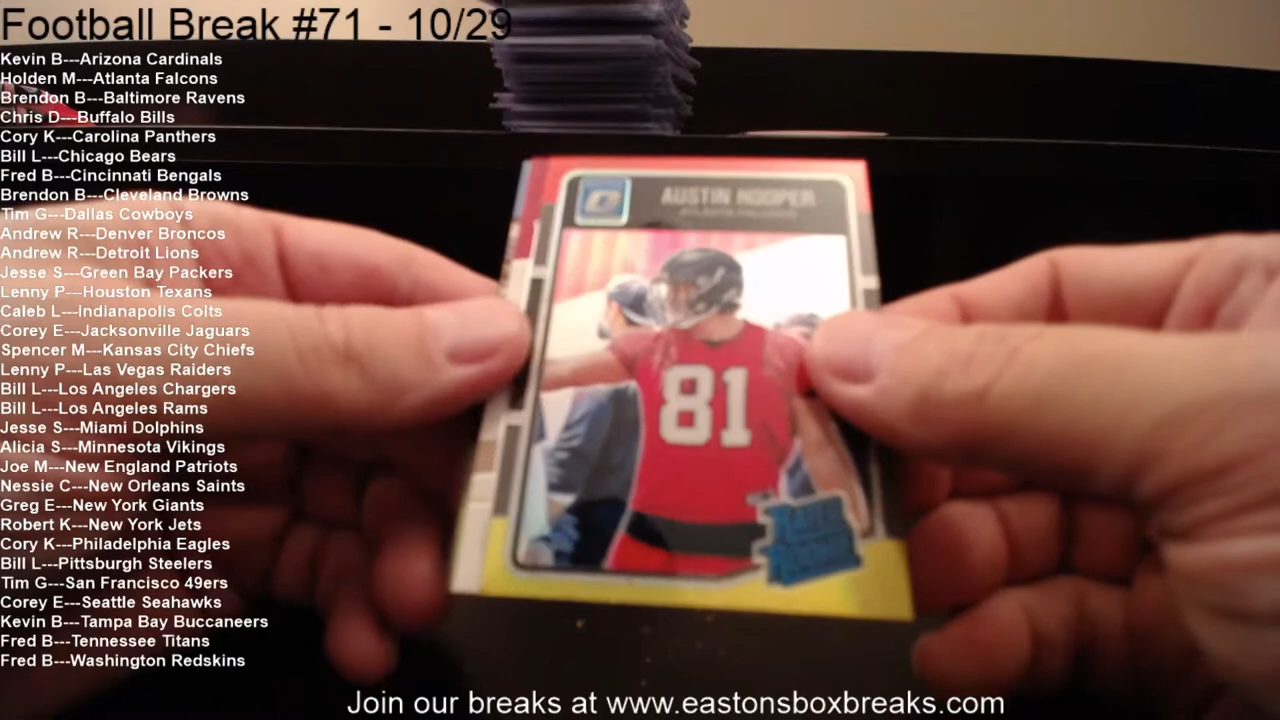 Football Break #71 - 10/29
Kevin B---Arizona Cardinals
Holden M---Atlanta Falcons
Brendon B---Baltimore Ravens
Chris D---Buffalo Bills
Cory K---Carolina Panthers
Bill L---Chicago Bears
Fred B---Cincinnati Bengals
Brendon B---Cleveland Browns
Tim G---Dallas Cowboys
Andrew R---Denver Broncos
Andrew R---Detroit Lions
Jesse S---Green Bay Packers
Lenny P---Houston Texans
Caleb L---Indianapolis Colts
Corey E---Jacksonville Jaguars
Spencer M---Kansas City Chiefs
Lenny P---Las Vegas Raiders
Bill L---Los Angeles Chargers
Bill L---Los Angeles Rams
Jesse S---Miami Dolphins
Alicia S---Minnesota Vikings
Joe M---New England Patriots
Nessie C---New Orleans Saints
Greg E---New York Giants
Robert K---New York Jets
Cory K---Philadelphia Eagles
Bill L---Pittsburgh Steelers
Tim G---San Francisco 49ers
Corey E---Seattle Seahawks
Kevin B---Tampa Bay Buccaneers
Fred B---Tennessee Titans
Fred B---Washington Redskins
AUSTIN HOOPER
81
Join our breaks at www.eastonsboxbreaks.com